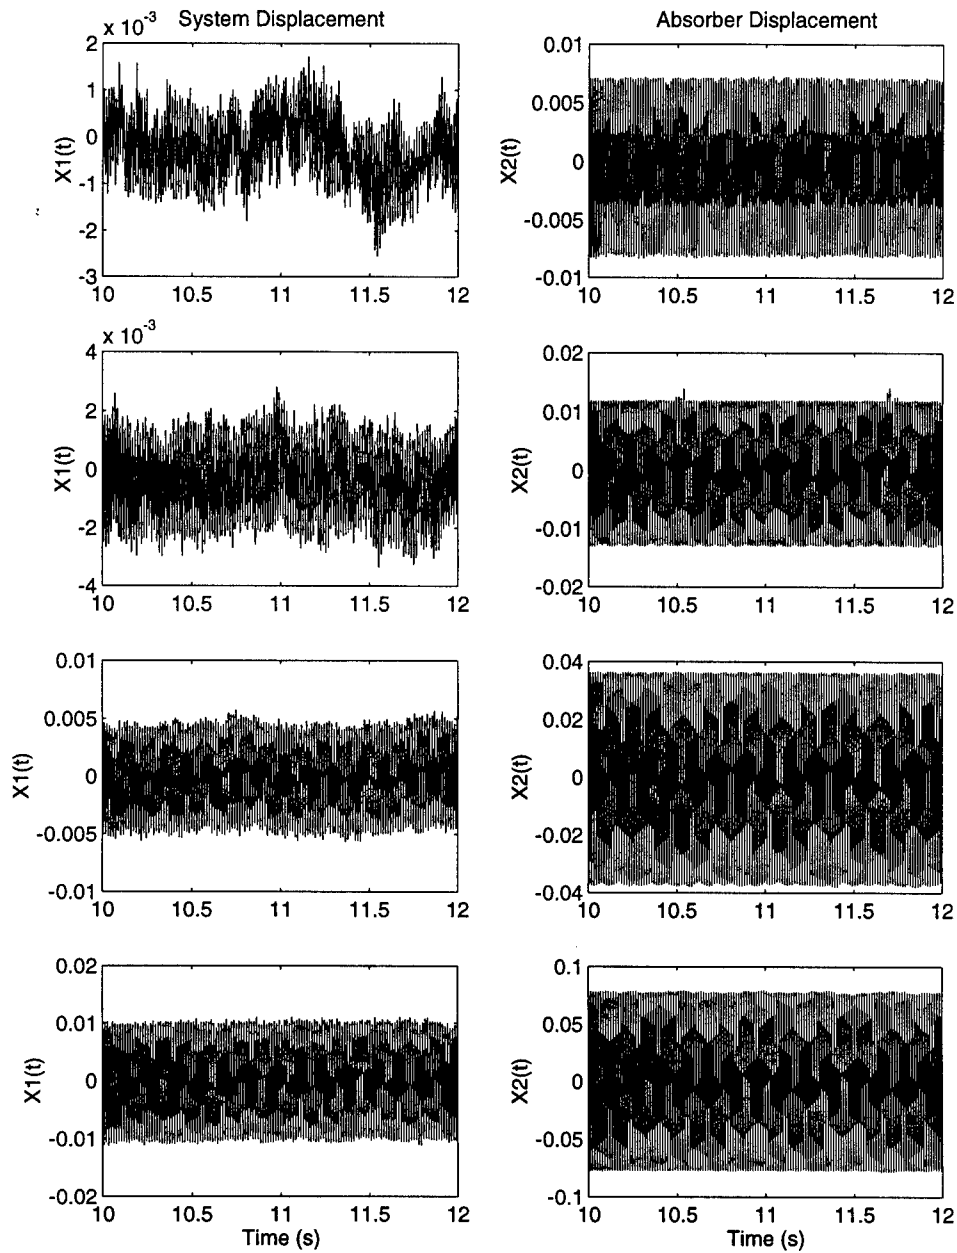 System Displacement
Absorber Displacement
x 10-3
2
1
0
-1
-2
-3
X1(t)
10 10.5 11 11.5 12
0.01
0.005
0
-0.005
-0.01
X2(t)
10 10.5 11 11.5 12
x 10-3
4
2
0
-2
-4
X1(t)
10 10.5 11 11.5 12
0.02
0.01
0
-0.01
-0.02
X2(t)
10 10.5 11 11.5 12
0.01
0.005
0
-0.005
-0.01
X1(t)
10 10.5 11 11.5 12
0.04
0.02
0
-0.02
-0.04
X2(t)
10 10.5 11 11.5 12
0.02
0.01
0
-0.01
-0.02
X1(t)
10 10.5 11 11.5 12
Time (s)
0.1
0.05
0
-0.05
-0.1
X2(t)
10 10.5 11 11.5 12
Time (s)